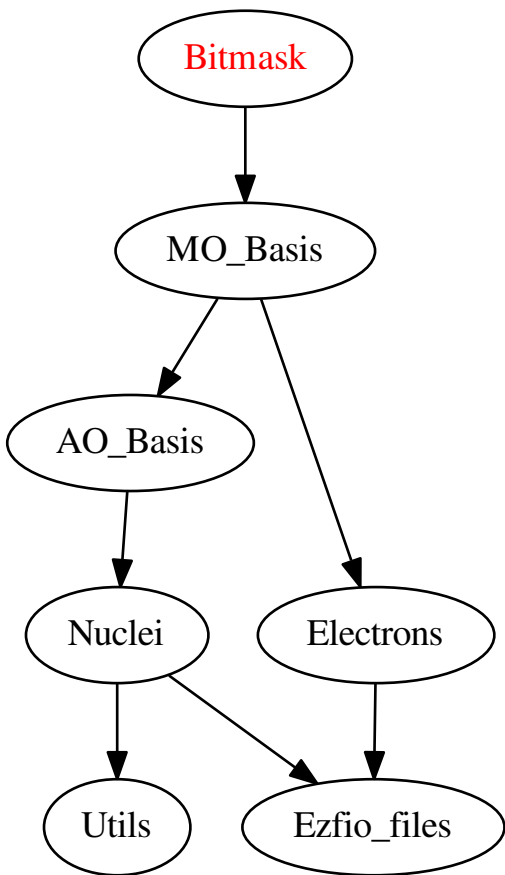 Bitmask
MO_Basis
AO_Basis
Nuclei
Electrons
Utils
Ezfio_files